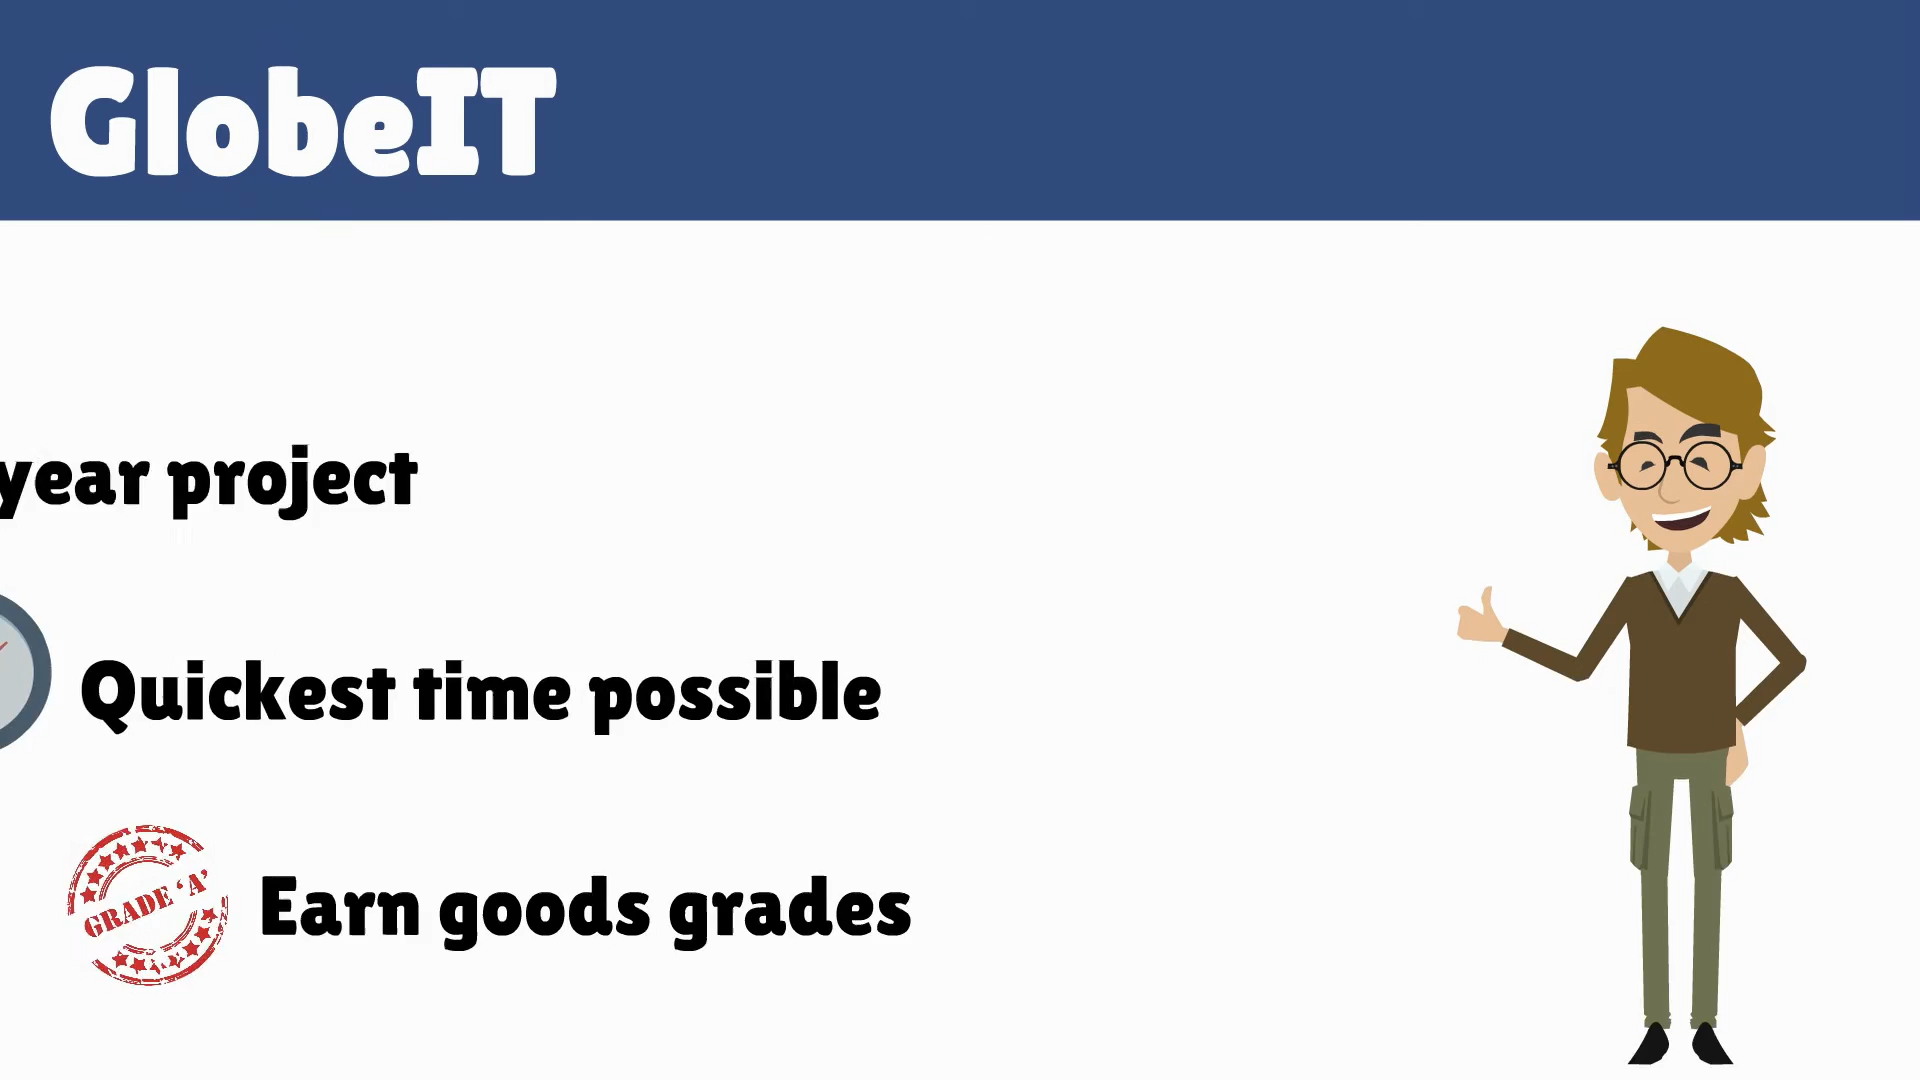 GlobeIT
year project
Quickest time possible
GRADE 'A'
Earn goods grades